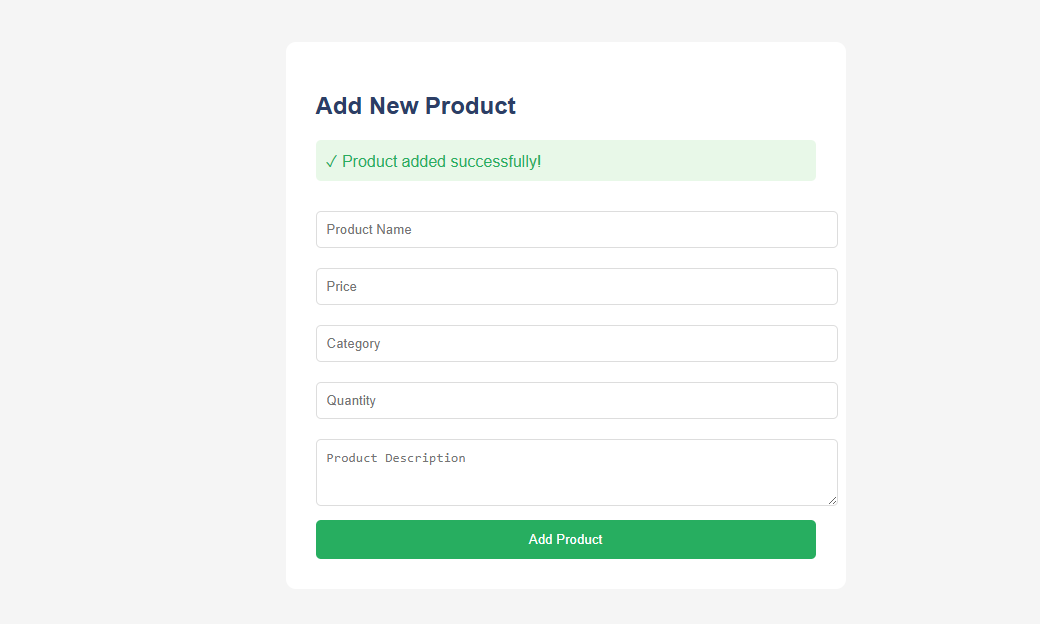 Add New Product
✓ Product added successfully!
Product Name
Price
Category
Quantity
Product Description
Add Product